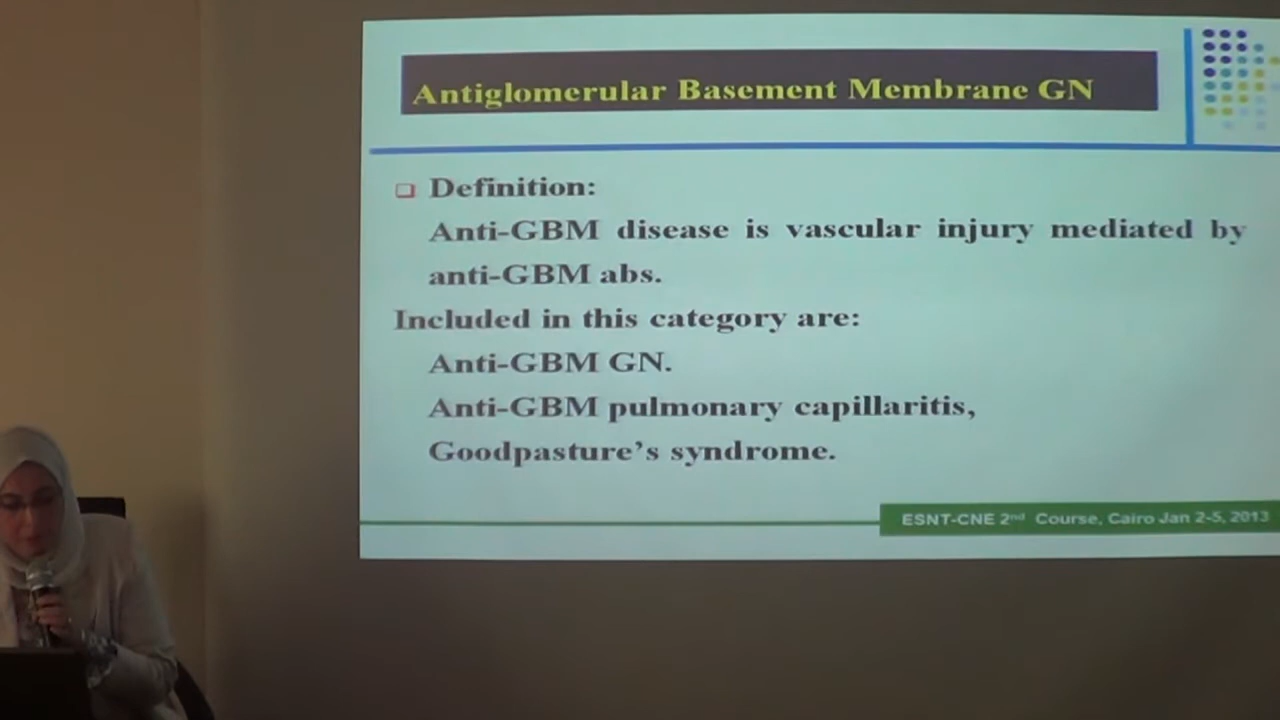 Antiglomerular Basement Membrane GN
Definition:
Anti-GBM disease is vascular injury mediated by
anti-GBM abs.
Included in this category are:
Anti-GBM GN.
Anti-GBM pulmonary capillaritis,
Goodpasture’s syndrome.
ESNT-CNE 2nd Course, Cairo Jan 2-5, 2013